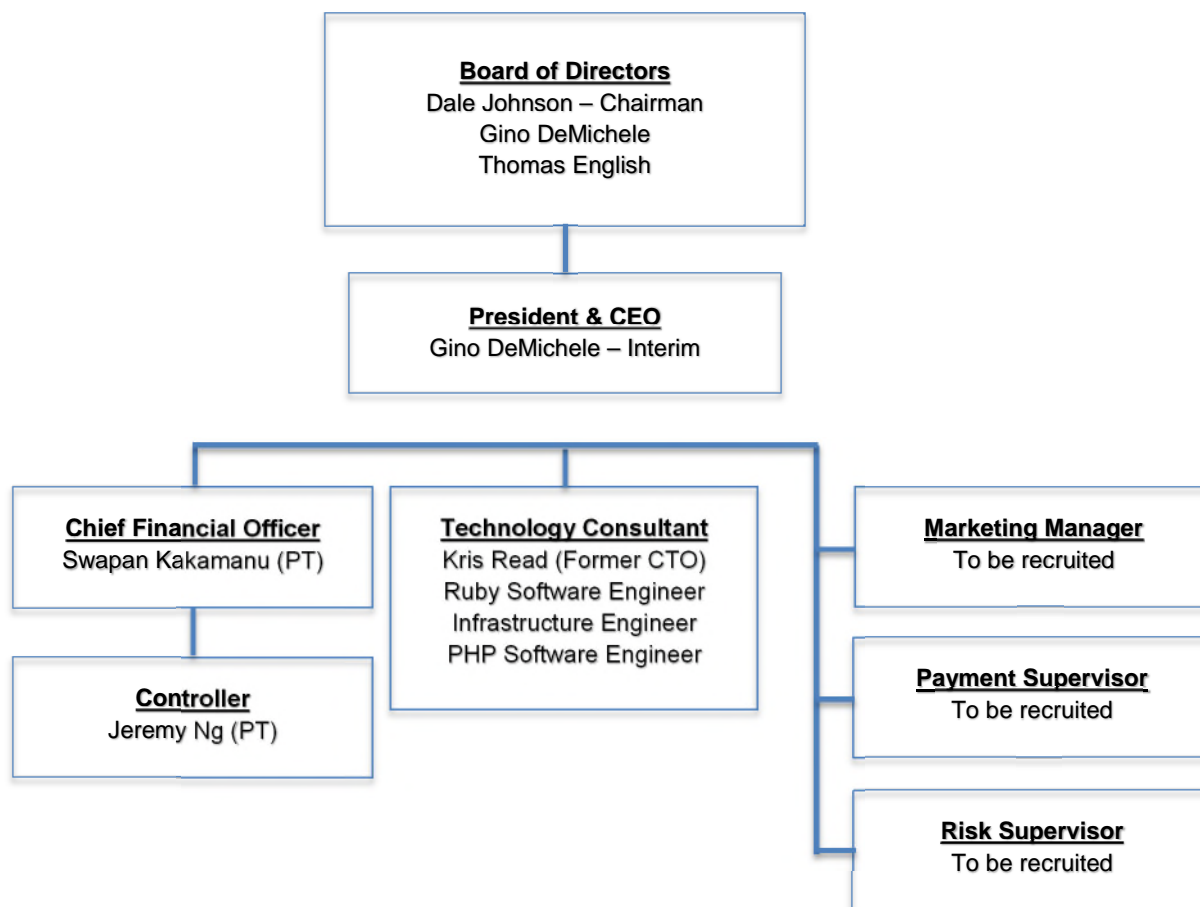 Board of Directors
Dale Johnson – Chairman
Gino DeMichele
Thomas English
President & CEO
Gino DeMichele – Interim
Chief Financial Officer
Swapan Kakamanu (PT)
Controller
Jeremy Ng (PT)
Technology Consultant
Kris Read (Former CTO)
Ruby Software Engineer
Infrastructure Engineer
PHP Software Engineer
Marketing Manager
To be recruited
Payment Supervisor
To be recruited
Risk Supervisor
To be recruited